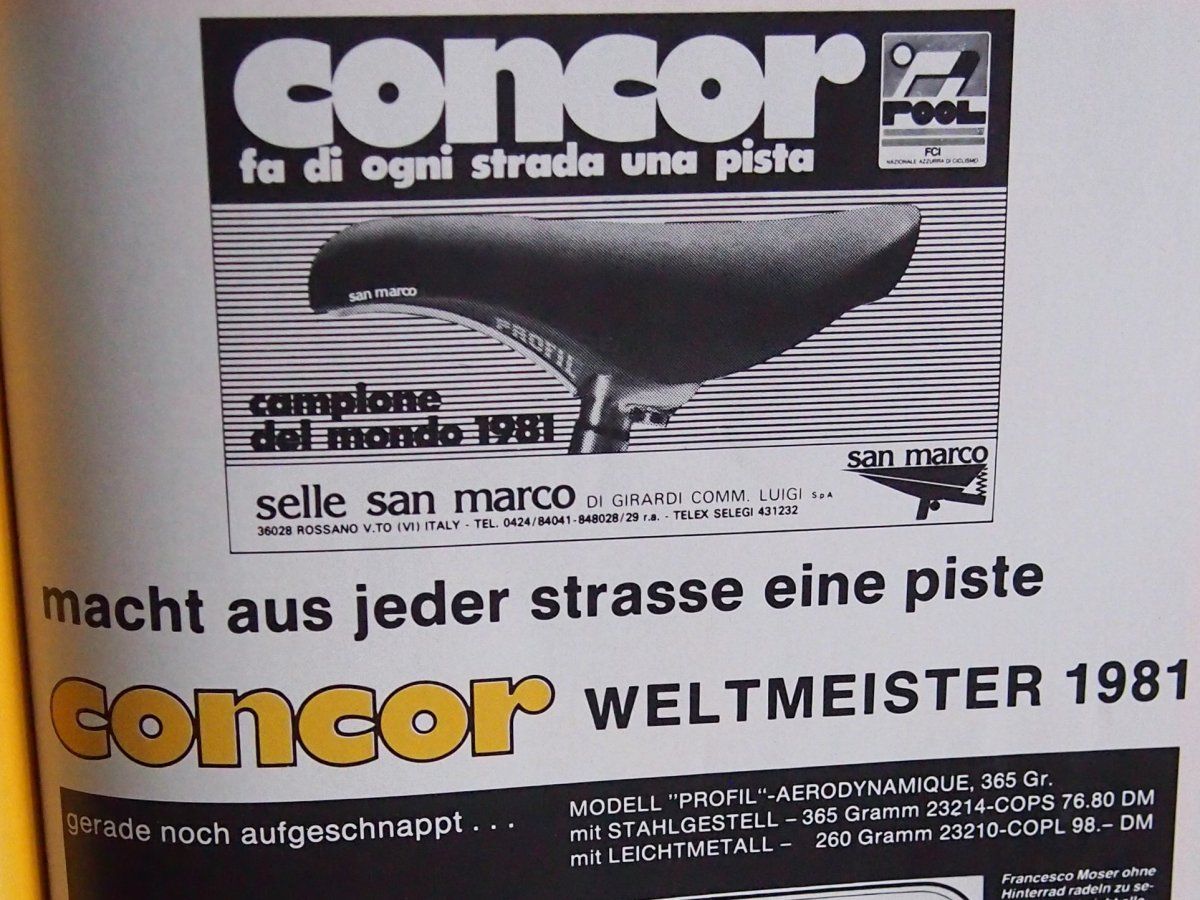 concor
fa di ogni strada una pista
POOL
FCI
NAZIONALE AZZURRA DI CICLISMO
san marco
PROFIL
campione
del mondo 1981
san marco
selle san marco DI GIRARDI COMM. LUIGI SpA
36028 ROSSANO V.TO (VI) ITALY - TEL. 0424/84041-848028/29 r.a. - TELEX SELEGI 431232
macht aus jeder strasse eine piste
concor WELTMEISTER 1981
gerade noch aufgeschnappt . . .
MODELL "PROFIL"-AERODYNAMIQUE, 365 Gr.
mit STAHLGESTELL – 365 Gramm 23214-COPS 76.80 DM
mit LEICHTMETALL – 260 Gramm 23210-COPL 98.– DM
Francesco Moser ohne
Hinterrad radeln zu se-